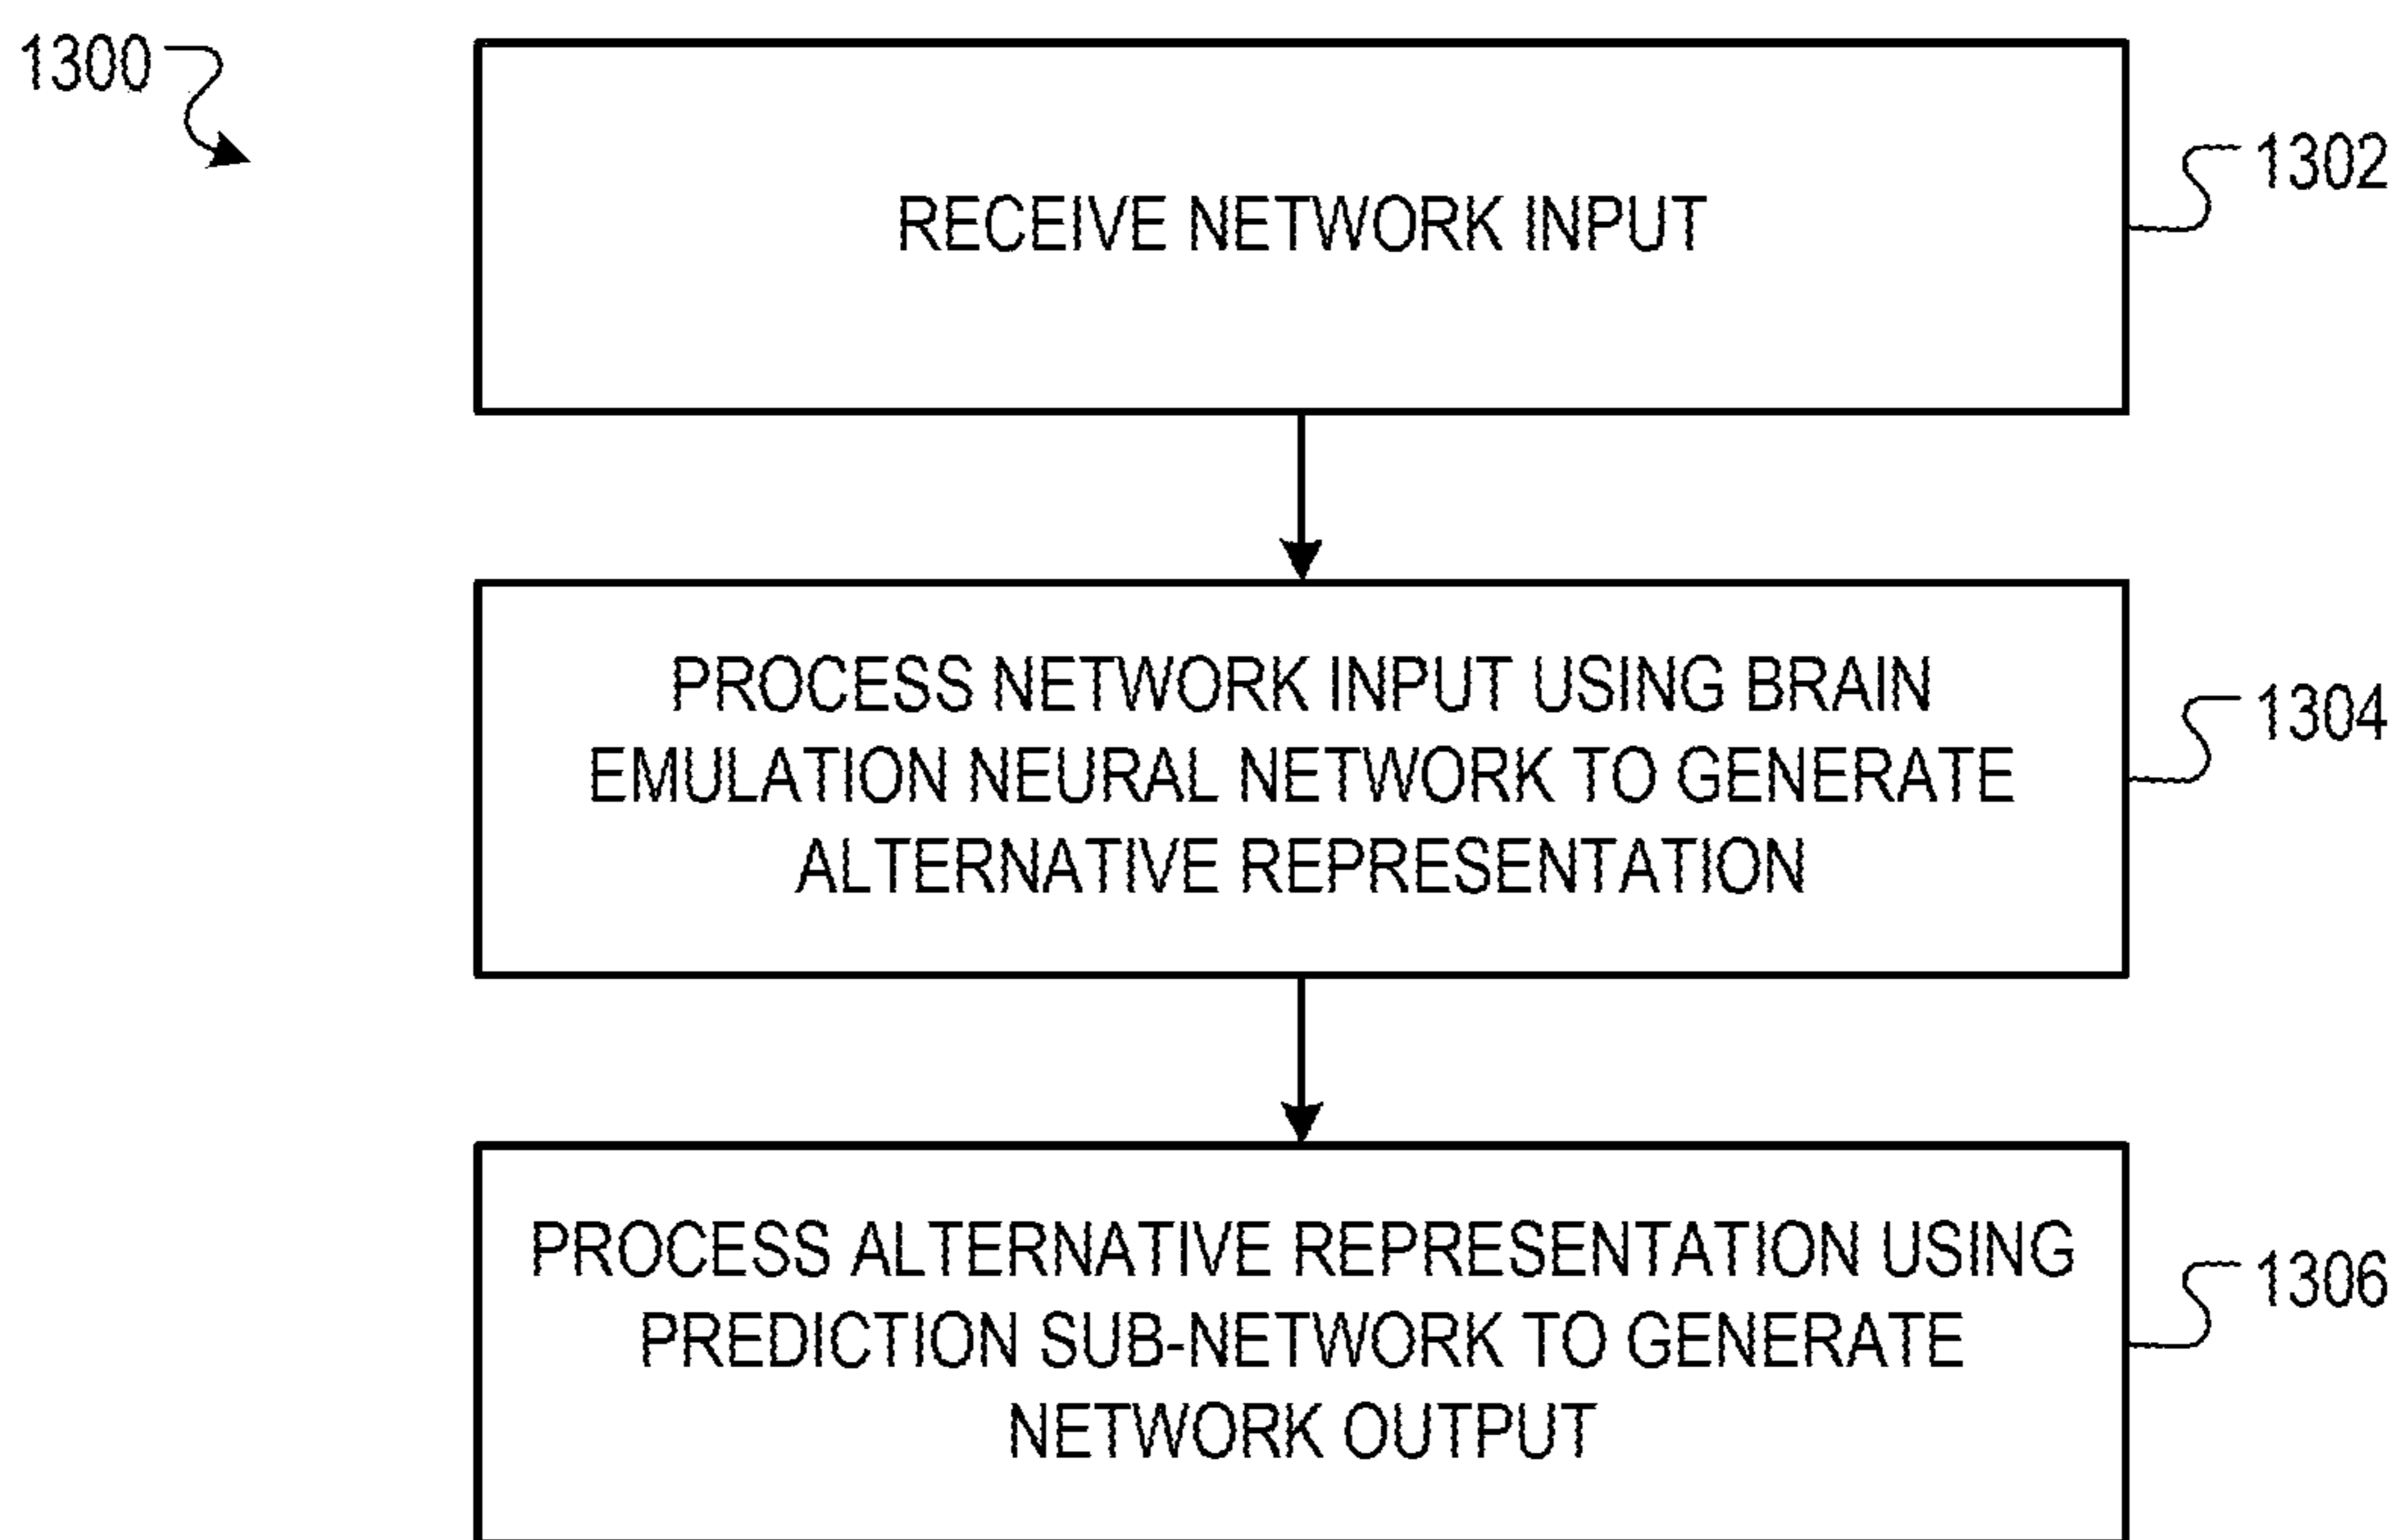 1300
RECEIVE NETWORK INPUT
1302
PROCESS NETWORK INPUT USING BRAIN
EMULATION NEURAL NETWORK TO GENERATE
ALTERNATIVE REPRESENTATION
1304
PROCESS ALTERNATIVE REPRESENTATION USING
PREDICTION SUB-NETWORK TO GENERATE
NETWORK OUTPUT
1306